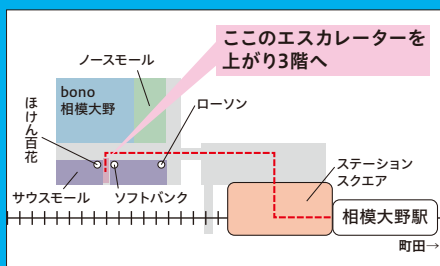 ここのエスカレーターを
上がり3階へ
ノースモール
bono
相模大野
ほけん百花
ローソン
サウスモール
ソフトバンク
ステーション
スクエア
相模大野駅
町田→